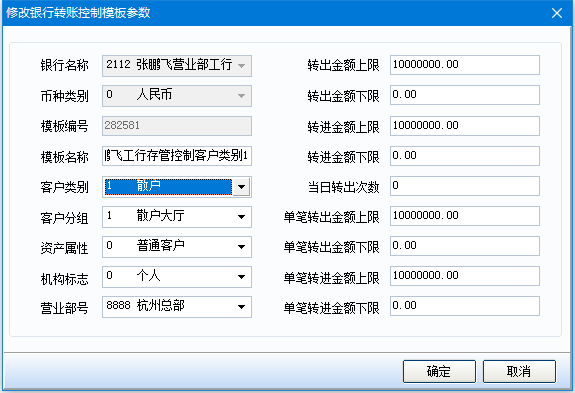 修改银行转账控制模板参数
银行名称 2112 张鹏飞营业部工行 转出金额上限 10000000.00
币种类别 0 人民币 转出金额下限 0.00
模板编号 282581 转进金额上限 10000000.00
模板名称 飞工行存管控制客户类别1 转进金额下限 0.00
客户类别 1 散户 当日转出次数 0
客户分组 1 散户大厅 单笔转出金额上限 10000000.00
资产属性 0 普通客户 单笔转出金额下限 0.00
机构标志 0 个人 单笔转进金额上限 10000000.00
营业部号 8888 杭州总部 单笔转进金额下限 0.00
确定 取消